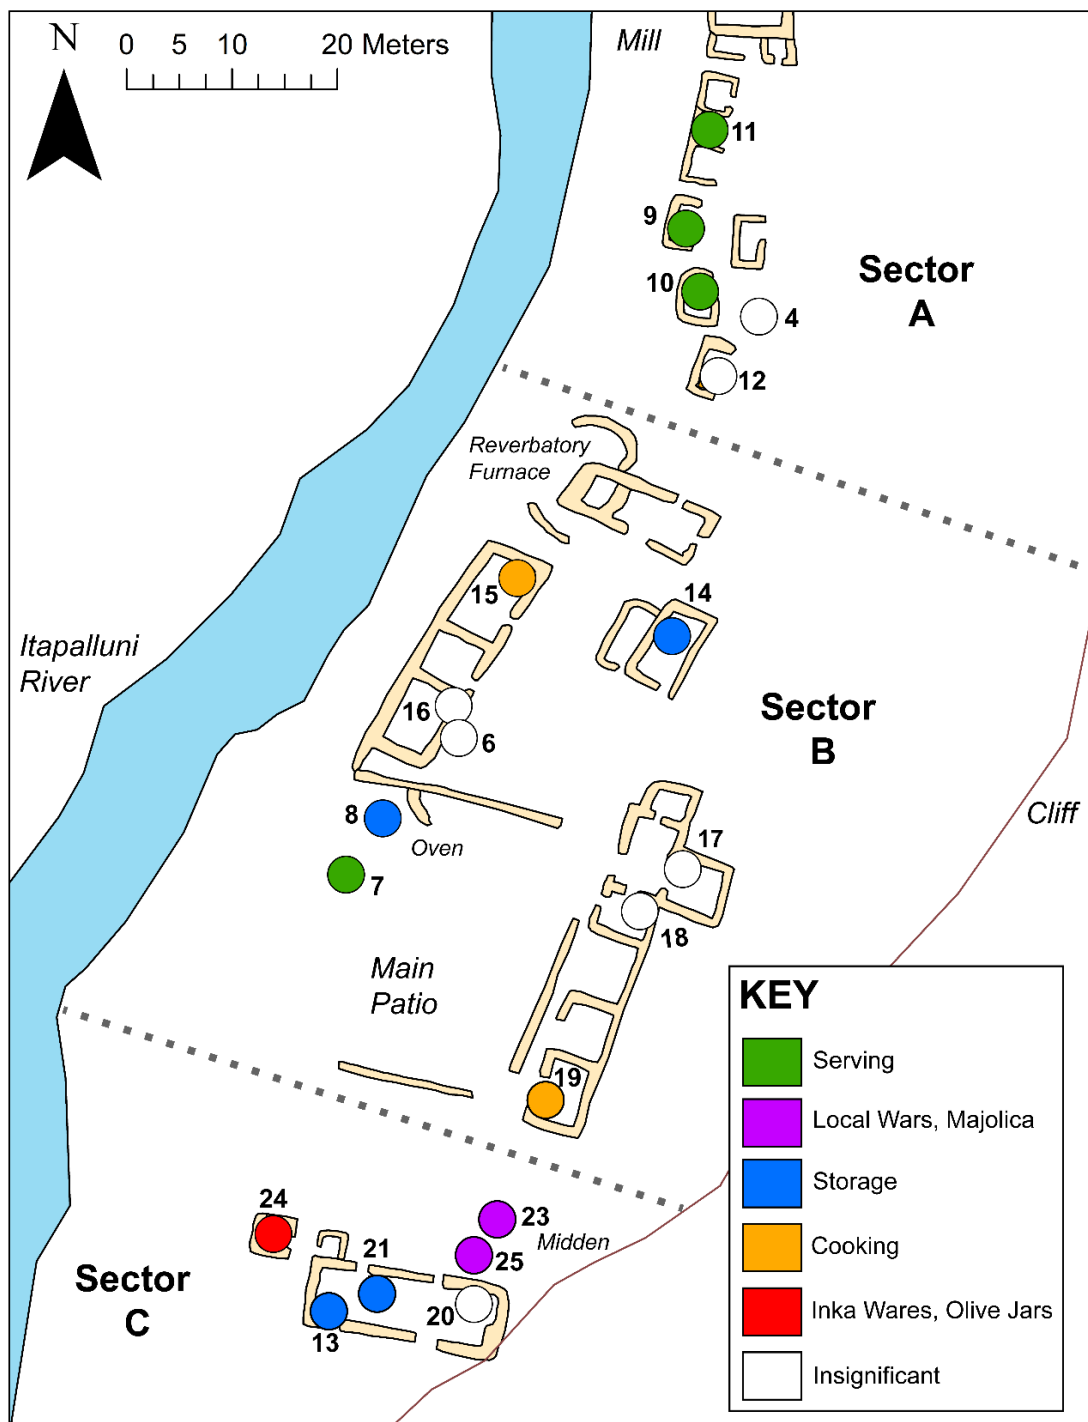 N
0 5 10 20 Meters
Mill
11
9
Sector
A
10
4
12
Reverbatory
Furnace
15
14
Itapalluni
River
16
6
Sector
B
8
Oven
Cliff
17
7
18
Main
Patio
19
KEY
Serving
Local Wars, Majolica
Storage
Cooking
Inka Wares, Olive Jars
Insignificant
24
23
Midden
21
25
Sector
C
20
13